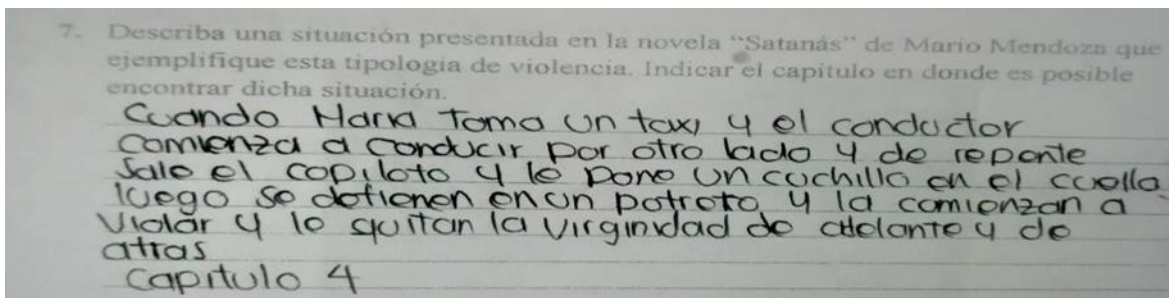 7. Describa una situación presentada en la novela “Satanás” de Mario Mendoza que
ejemplifique esta tipología de violencia. Indicar el capítulo en donde es posible
encontrar dicha situación.
Cuando Maria Toma un taxi y el conductor
comienza a conducir por otro lado y de repente
Sale el copiloto y le pone un cuchillo en el cuello
luego se detienen en un potrero y la comienzan a
Violar y le quitan la virginidad de adelante y de
atras
Capitulo 4